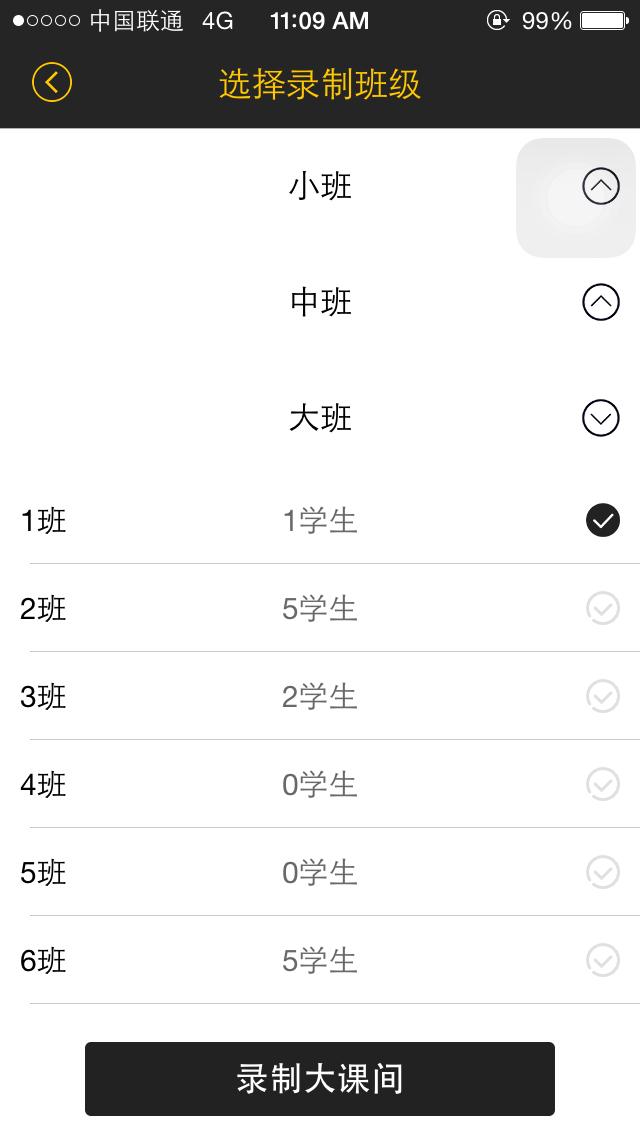 中国联通 4G 11:09 AM 99%
选择录制班级
小班
中班
大班
1班 1学生
2班 5学生
3班 2学生
4班 0学生
5班 0学生
6班 5学生
录制大课间